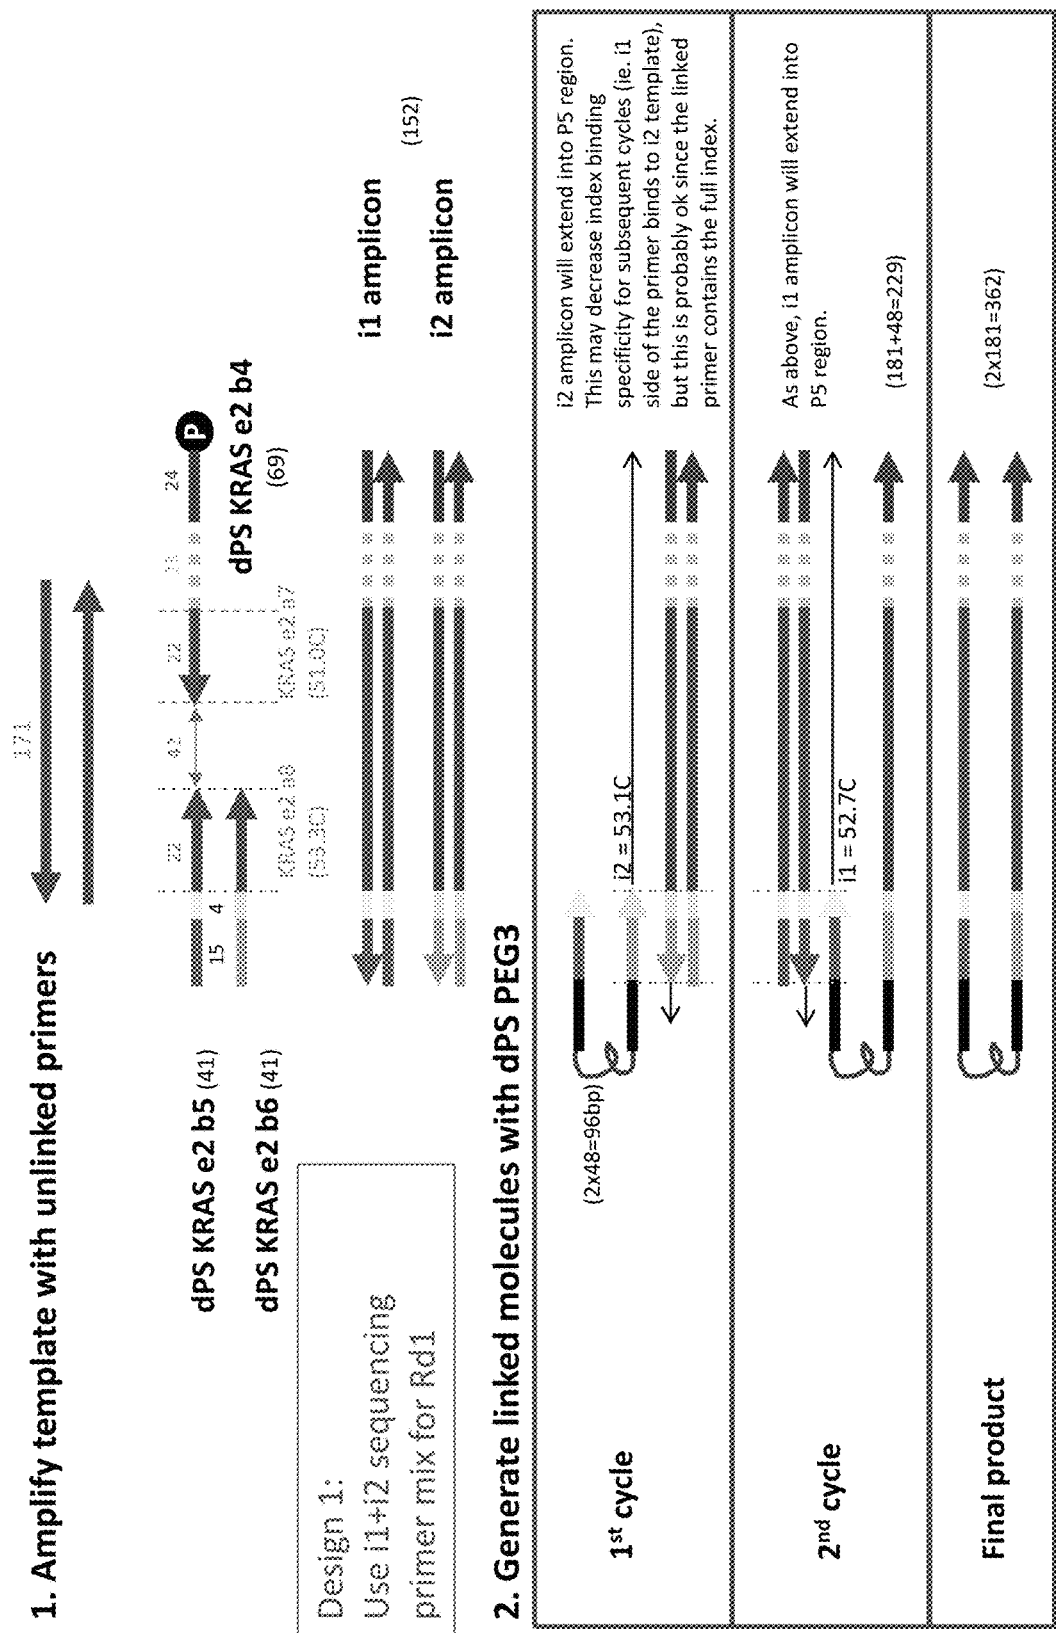 1. Amplify template with unlinked primers
171
22
42
22
23
24
P
15
4
dPS KRAS e2 b5 (41)
dPS KRAS e2 b6 (41)
KRAS e2 a8
(53.3C)
KRAS e2 a7
(51.0C)
dPS KRAS e2 b4
(69)
Design 1:
Use i1+i2 sequencing
primer mix for Rd1
i1 amplicon
(152)
i2 amplicon
2. Generate linked molecules with dPS PEG3
1st cycle
(2x48=96bp)
i2 = 53.1C
i2 amplicon will extend into P5 region.
This may decrease index binding
specificity for subsequent cycles (ie. i1
side of the primer binds to i2 template),
but this is probably ok since the linked
primer contains the full index.
2nd cycle
i1 = 52.7C
As above, i1 amplicon will extend into
P5 region.
(181+48=229)
Final product
(2x181=362)